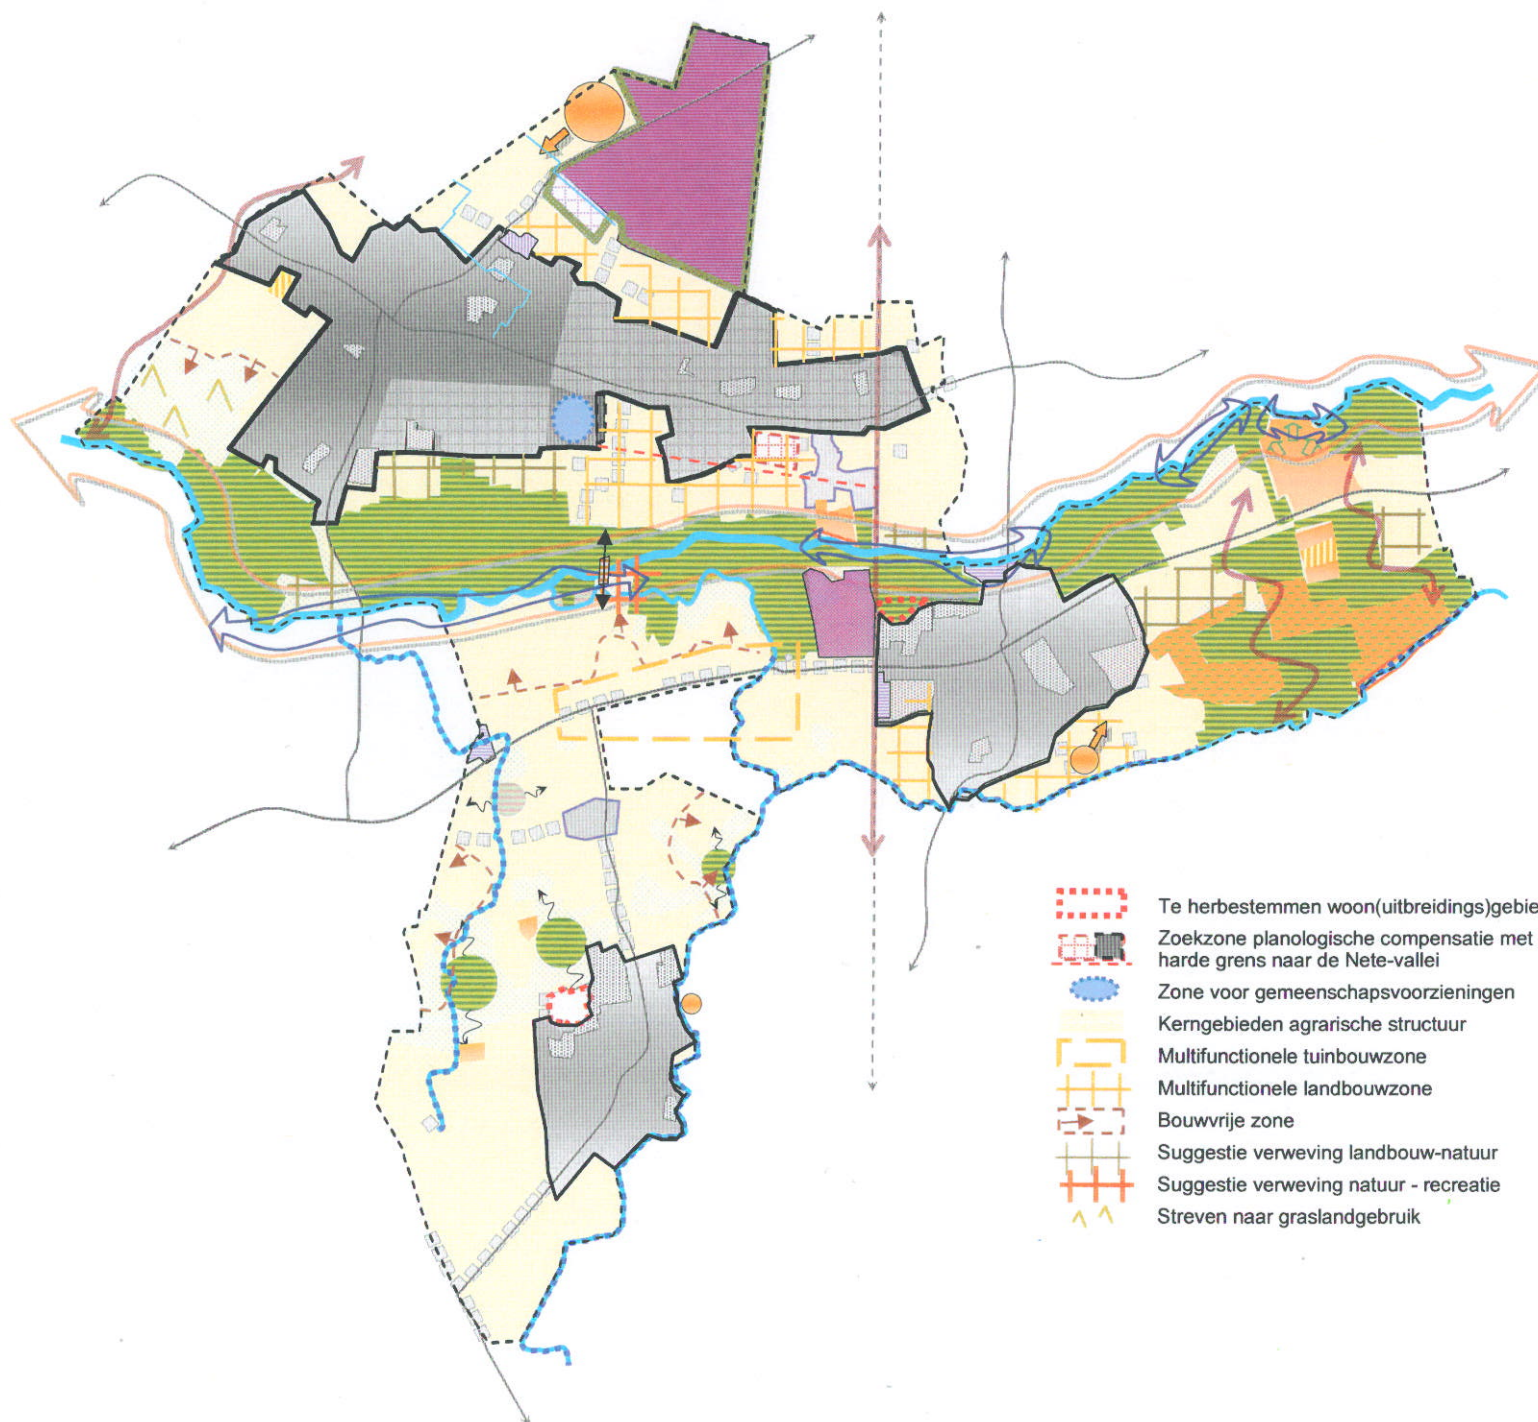 Te herbestemmen woon(uitbreidings)gebie
Zoekzone planologische compensatie met
harde grens naar de Nete-vallei
Zone voor gemeenschapsvoorzieningen
Kerngebieden agrarische structuur
Multifunctionele tuinbouwzone
Multifunctionele landbouwzone
Bouwvrije zone
Suggestie verweving landbouw-natuur
Suggestie verweving natuur - recreatie
Streven naar graslandgebruik